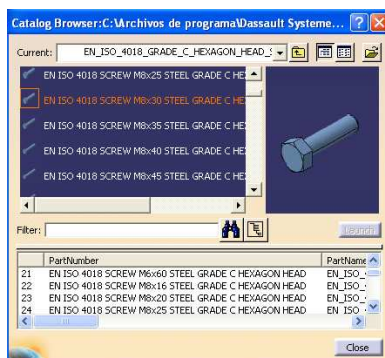 Catalog Browser:C:\Archivos de programa\Dassault Systeme...
Current: EN_ISO_4018_GRADE_C_HEXAGON_HEAD_
EN ISO 4018 SCREW M8x25 STEEL GRADE C HE
EN ISO 4018 SCREW M8x30 STEEL GRADE C HE
EN ISO 4018 SCREW M8x35 STEEL GRADE C HE
EN ISO 4018 SCREW M8x40 STEEL GRADE C HE
EN ISO 4018 SCREW M8x45 STEEL GRADE C HE
Filter:
Search
PartNumber PartName
21 EN ISO 4018 SCREW M6x60 STEEL GRADE C HEXAGON HEAD EN_ISO_
22 EN ISO 4018 SCREW M8x16 STEEL GRADE C HEXAGON HEAD EN_ISO_
23 EN ISO 4018 SCREW M8x20 STEEL GRADE C HEXAGON HEAD EN_ISO_
24 EN ISO 4018 SCREW M8x25 STEEL GRADE C HEXAGON HEAD EN_ISO
Close